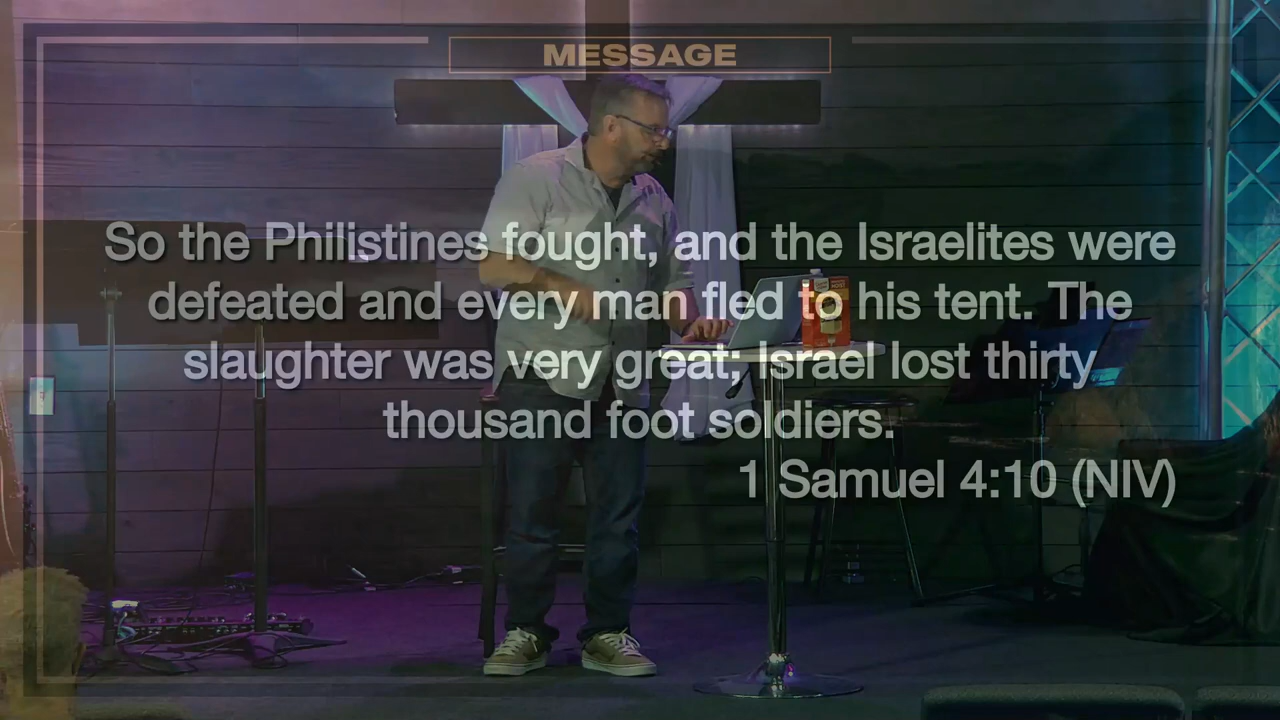 MESSAGE
So the Philistines fought, and the Israelites were
defeated and every man fled to his tent. The
slaughter was very great; Israel lost thirty
thousand foot soldiers.
1 Samuel 4:10 (NIV)